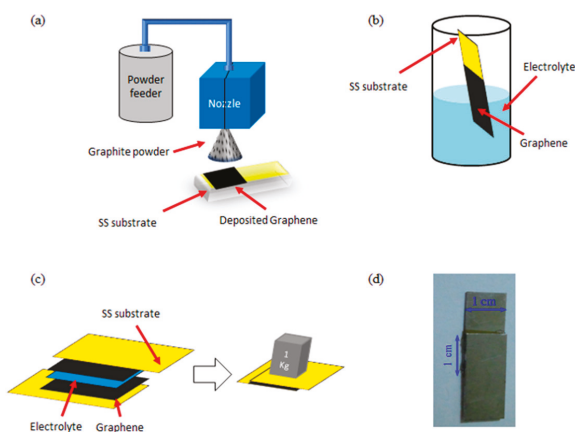 (a)
Powder
feeder
Nozzle
Graphite powder
SS substrate
Deposited Graphene
(b)
SS substrate
Electrolyte
Graphene
(c)
SS substrate
1
Kg
Electrolyte
Graphene
(d)
1 cm
1 cm